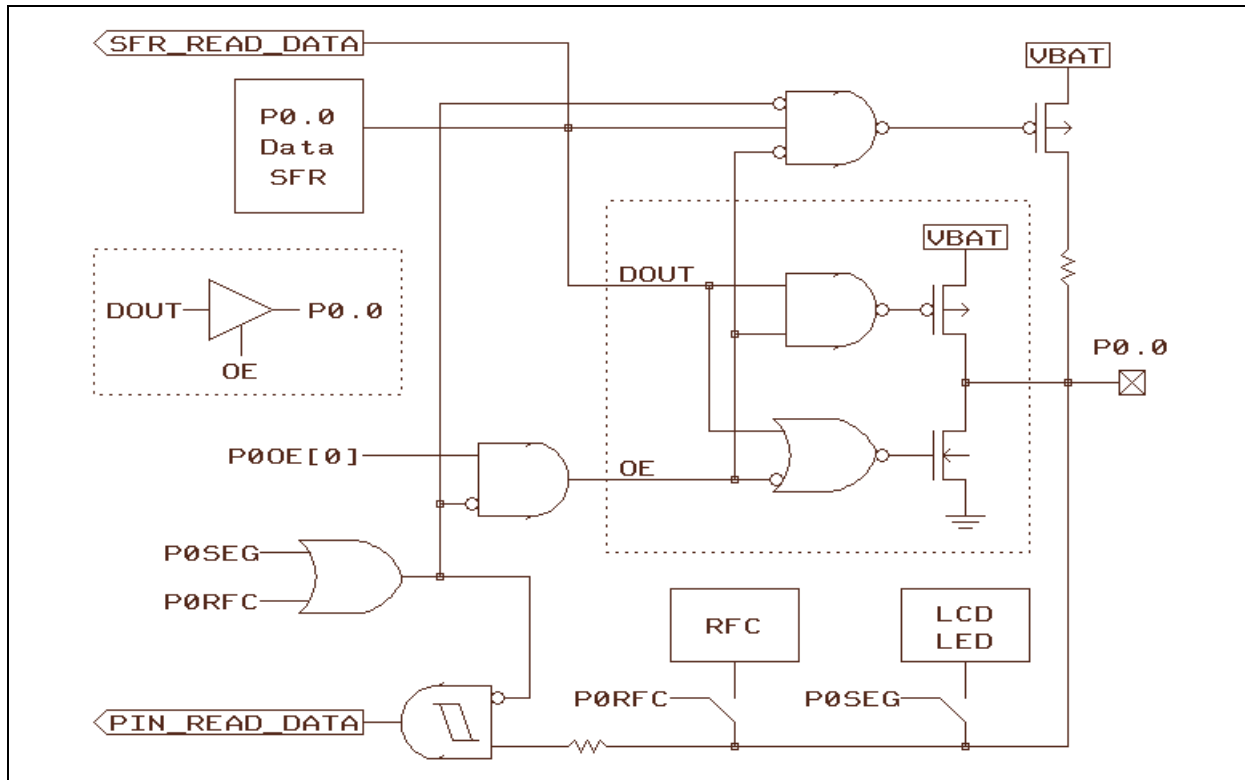 SFR_READ_DATA
VBAT
P0.0
Data
SFR
VBAT
DOUT
DOUT
P0.0
OE
P0.0
P0OE[0]
OE
P0SEG
P0RFC
RFC
LCD
LED
P0RFC
P0SEG
PIN_READ_DATA